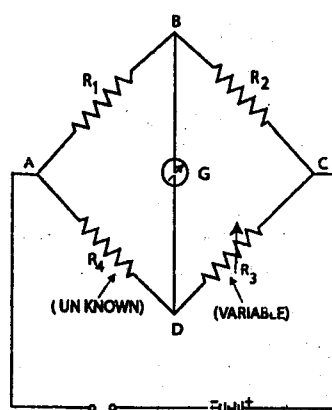 B
R1
R2
A
G
C
R4
R3
(UN KNOWN)
(VARIABLE)
D
- +